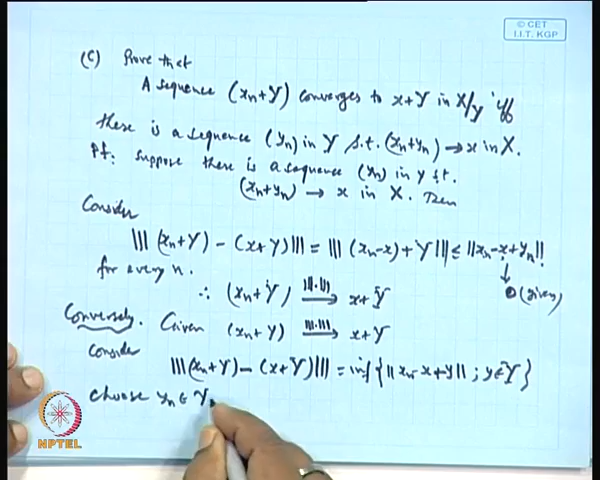 © CET
I.I.T. KGP
(c) Prove that
A sequence (xn+Y) converges to x+Y in X/Y iff
there is a sequence (yn) in Y s.t. (xn+yn) → x in X.
Pf: Suppose there is a sequence (yn) in Y st.
(xn+yn) → x in X. Then
Consider
||| (xn+Y) - (x+Y) ||| = ||| (xn-x)+Y ||| ≤ ||xn-x+yn||
for every n.
↓
0 (given)
∴ (xn+Y) |||·||| → x+Y
Conversely. Given (xn+Y) |||·||| → x+Y
Consider
|||(xn+Y) - (x+Y)||| = inf { ||xn-x+y|| ; y∈Y }
Choose yn ∈ Y
NPTEL